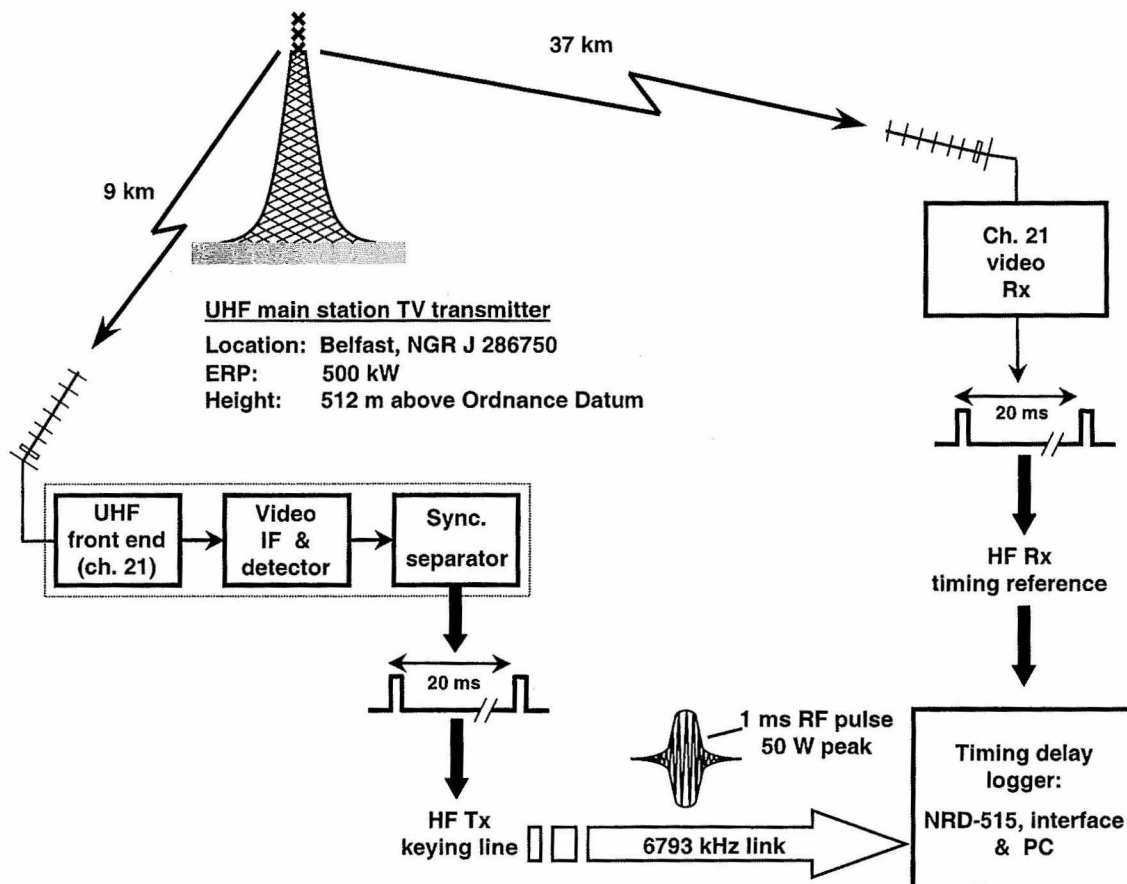 37 km
9 km
UHF main station TV transmitter
Location: Belfast, NGR J 286750
ERP: 500 kW
Height: 512 m above Ordnance Datum
Ch. 21
video
Rx
20 ms
HF Rx
timing reference
UHF
front end
(ch. 21)
Video
IF &
detector
Sync.
separator
20 ms
HF Tx
keying line
1 ms RF pulse
50 W peak
6793 kHz link
Timing delay
logger:
NRD-515, interface
& PC